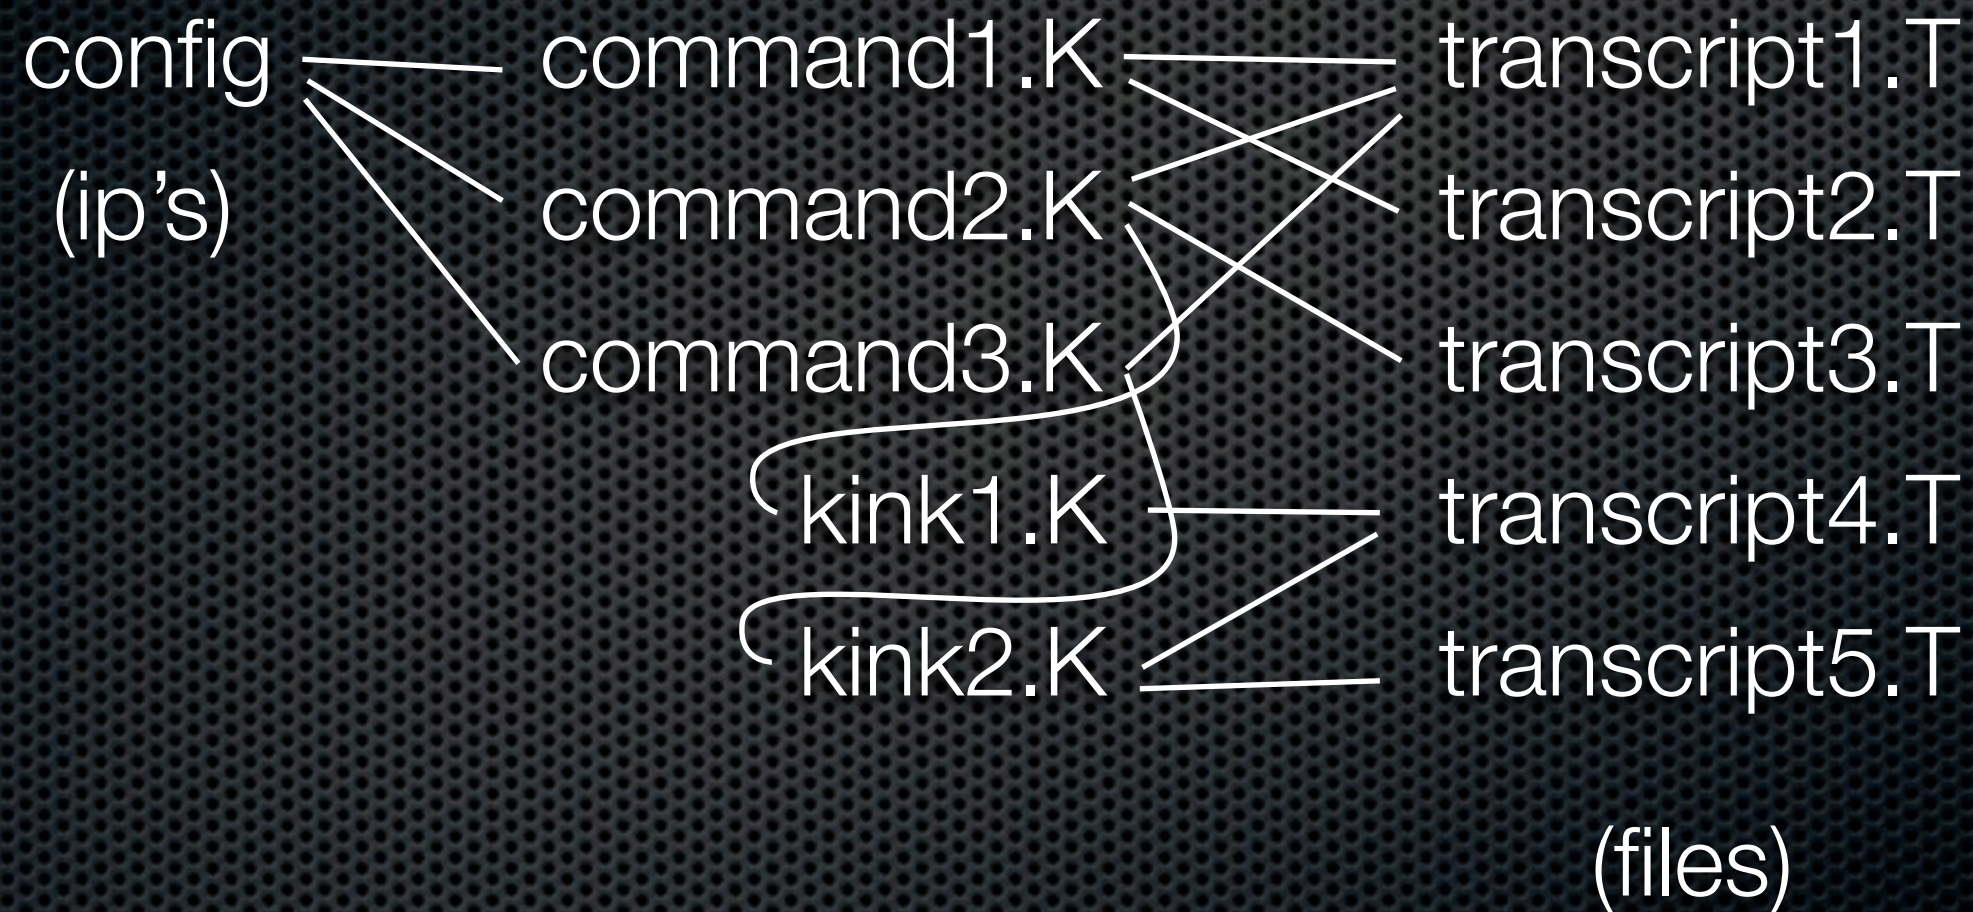 config command1.K transcript1.T
(ip's) command2.K transcript2.T
command3.K transcript3.T
kink1.K transcript4.T
kink2.K transcript5.T
(files)